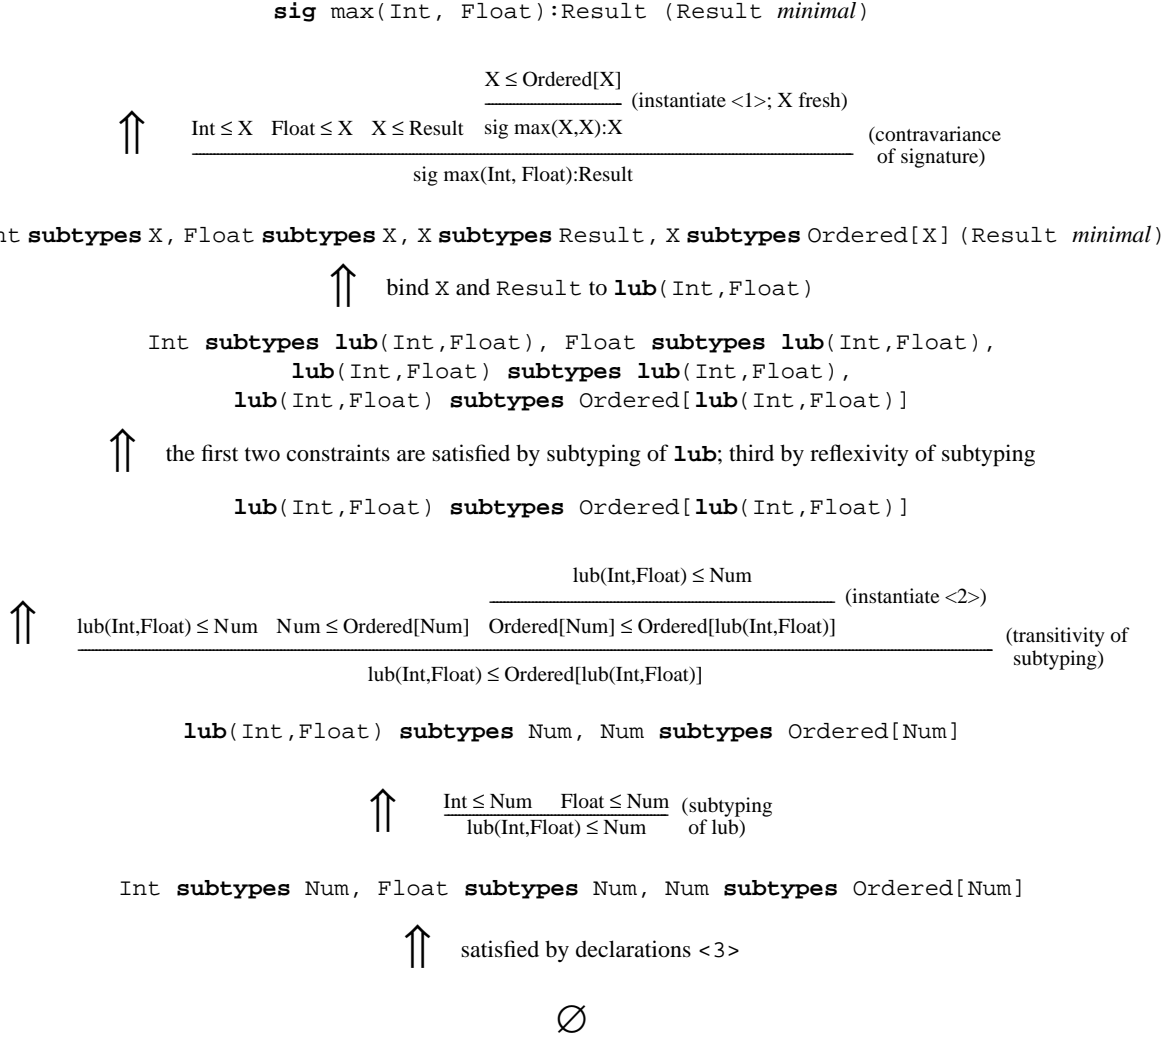 sig max(Int, Float):Result (Result minimal)
X ≤ Ordered[X]
(instantiate <1>; X fresh)
⇑ Int ≤ X Float ≤ X X ≤ Result sig max(X,X):X
(contravariance
of signature)
sig max(Int, Float):Result
nt subtypes X, Float subtypes X, X subtypes Result, X subtypes Ordered[X] (Result minimal)
⇑ bind X and Result to lub(Int,Float)
Int subtypes lub(Int,Float), Float subtypes lub(Int,Float),
lub(Int,Float) subtypes lub(Int,Float),
lub(Int,Float) subtypes Ordered[lub(Int,Float)]
⇑ the first two constraints are satisfied by subtyping of lub; third by reflexivity of subtyping
lub(Int,Float) subtypes Ordered[lub(Int,Float)]
lub(Int,Float) ≤ Num
(instantiate <2>)
⇑ lub(Int,Float) ≤ Num Num ≤ Ordered[Num] Ordered[Num] ≤ Ordered[lub(Int,Float)]
(transitivity of
subtyping)
lub(Int,Float) ≤ Ordered[lub(Int,Float)]
lub(Int,Float) subtypes Num, Num subtypes Ordered[Num]
⇑ Int ≤ Num Float ≤ Num (subtyping
lub(Int,Float) ≤ Num of lub)
Int subtypes Num, Float subtypes Num, Num subtypes Ordered[Num]
⇑ satisfied by declarations <3>
∅